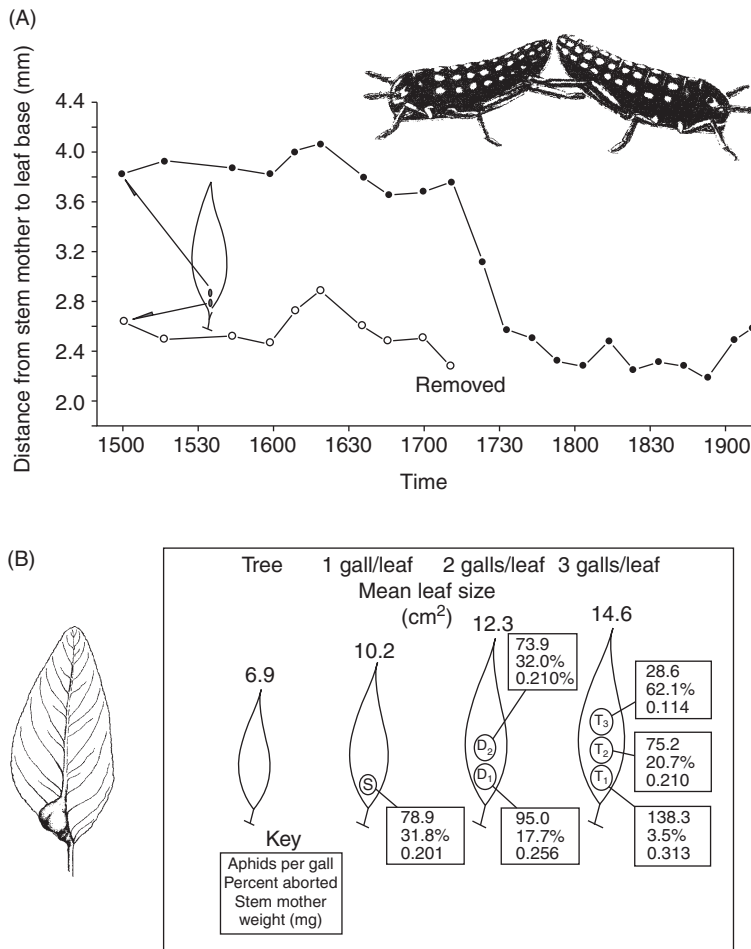 (A)
Distance from stem mother to leaf base (mm)
4.4
4.0
3.6
3.2
2.8
2.4
2.0
Removed
1500 1530 1600 1630 1700 1730 1800 1830 1900
Time
(B)
Tree 1 gall/leaf 2 galls/leaf 3 galls/leaf
Mean leaf size
(cm²)
6.9
10.2
12.3
14.6
73.9
32.0%
0.210%
28.6
62.1%
0.114
T₃
D₂
T₂
75.2
20.7%
0.210
S
D₁
T₁
78.9
31.8%
0.201
95.0
17.7%
0.256
138.3
3.5%
0.313
Key
Aphids per gall
Percent aborted
Stem mother
weight (mg)